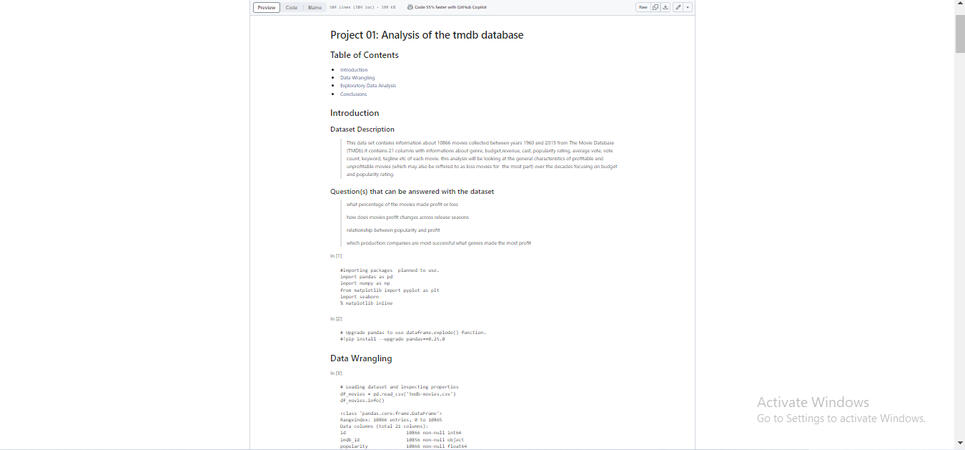 Preview Code Blame Code 55% faster with GitHub Copilot Raw
Project 01: Analysis of the tmdb database
Table of Contents
Introduction
Data Wrangling
Exploratory Data Analysis
Conclusions
Introduction
Dataset Description
This data set contains information about 10866 movies collected between years 1960 and 2015 from The Movie Database
(TMDb).It contains 21 columns with informations about genre, budget,revenue, cast, popularity rating, average vote, vote
count, keyword, tagline etc of each movie. this analysis will be looking at the general characteristics of profitable and
unprofitable movies (which may also be reffered to as loss movies for the most part) over the decades focusing on budget
and popularity rating.
Question(s) that can be answered with the dataset
what percentage of the movies made profit or loss
how does movies profit changes across release seasons
relationship between popularity and profit
which production companies are most successful what genres made the most profit
In [1]:
#importing packages planned to use.
import pandas as pd
import numpy as np
from matplotlib import pyplot as plt
import seaborn
% matplotlib inline
In [2]:
# Upgrade pandas to use dataframe.explode() function.
#!pip install --upgrade pandas==0.25.0
Data Wrangling
In [3]:
# Loading dataset and inspecting properties
df_movies = pd.read_csv('tmdb-movies.csv')
df_movies.info()
<class 'pandas.core.frame.DataFrame'>
RangeIndex: 10866 entries, 0 to 10865
Data columns (total 21 columns):
id 10866 non-null int64
imdb_id 10856 non-null object
popularity 10866 non-null float64
Activate Windows
Go to Settings to activate Windows.